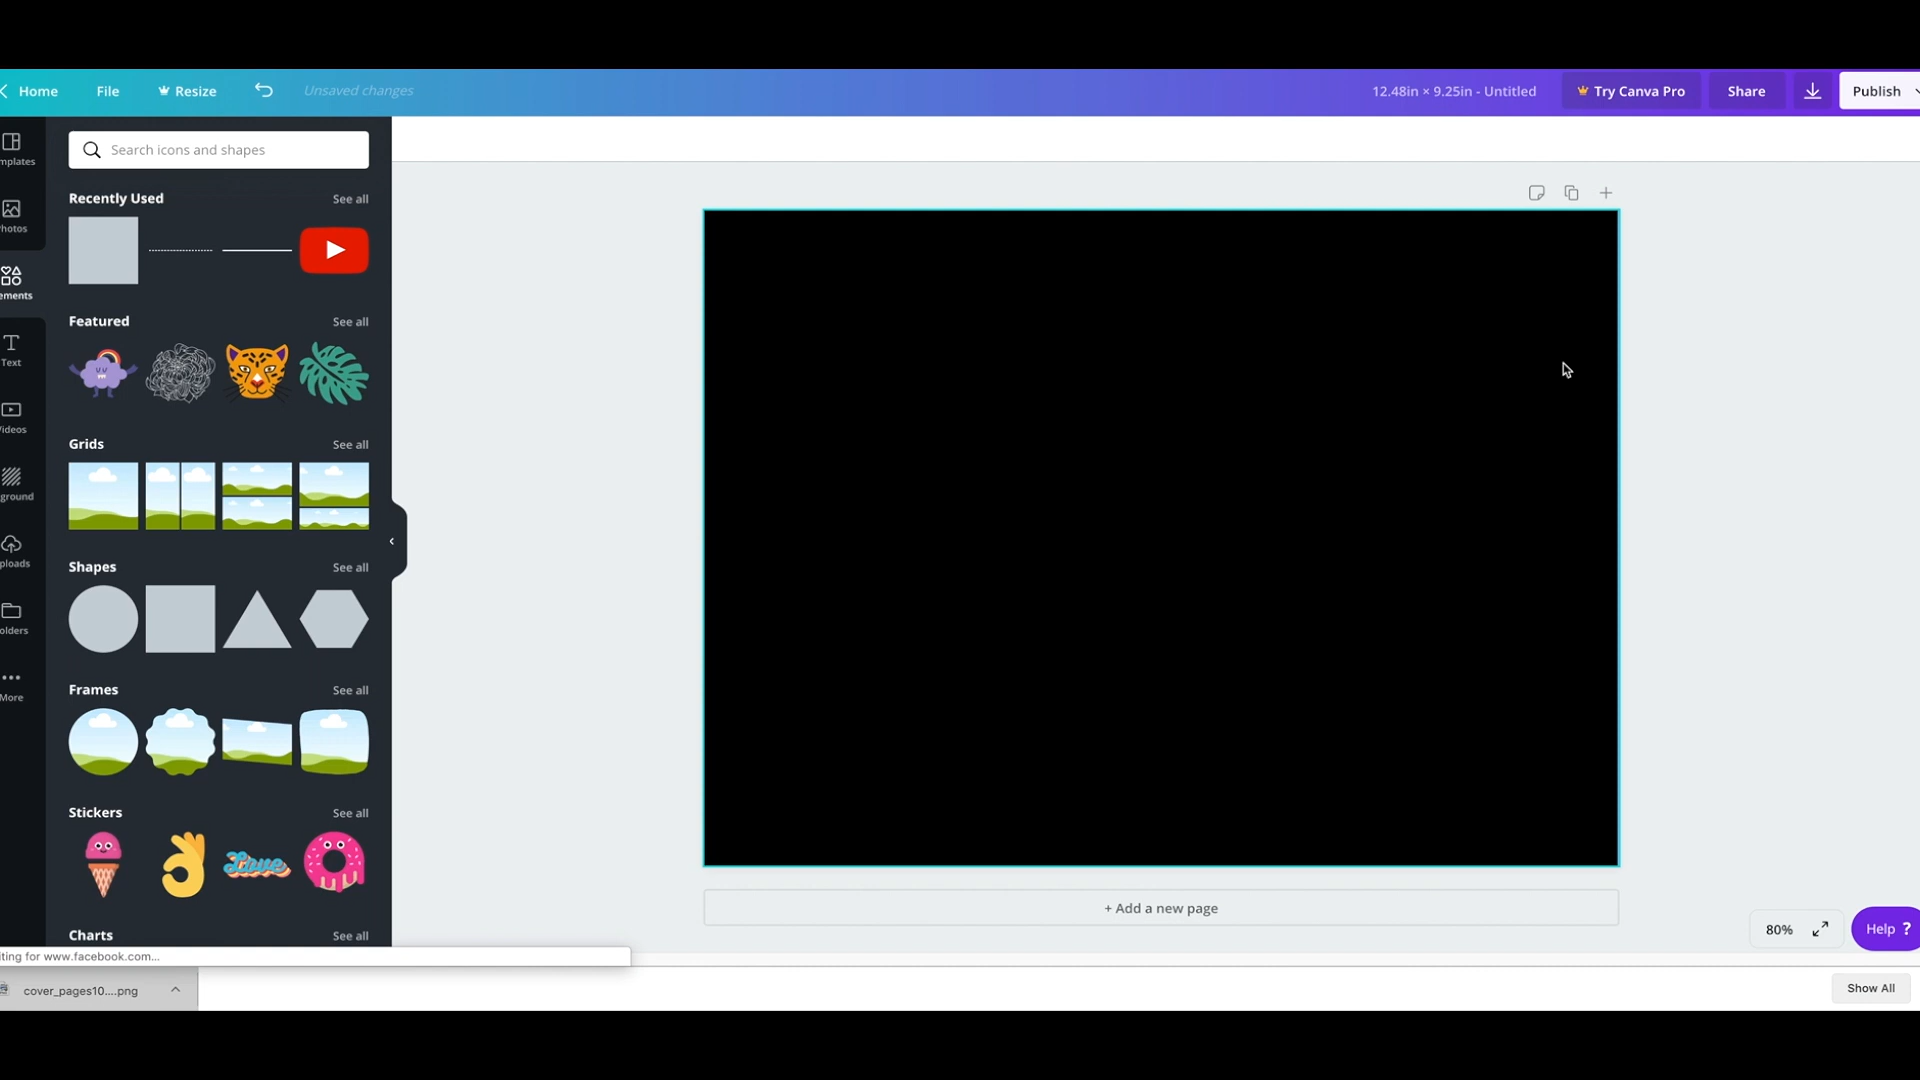 Home File Resize Unsaved changes 12.48in × 9.25in - Untitled Try Canva Pro Share Publish
mplates
hotos
ements
Text
ideos
ground
ploads
olders
More
Search icons and shapes
Recently Used See all
Featured See all
Grids See all
Shapes See all
Frames See all
Stickers See all
Love
Charts See all
+ Add a new page
80% Help ?
iting for www.facebook.com...
cover_pages10....png Show All